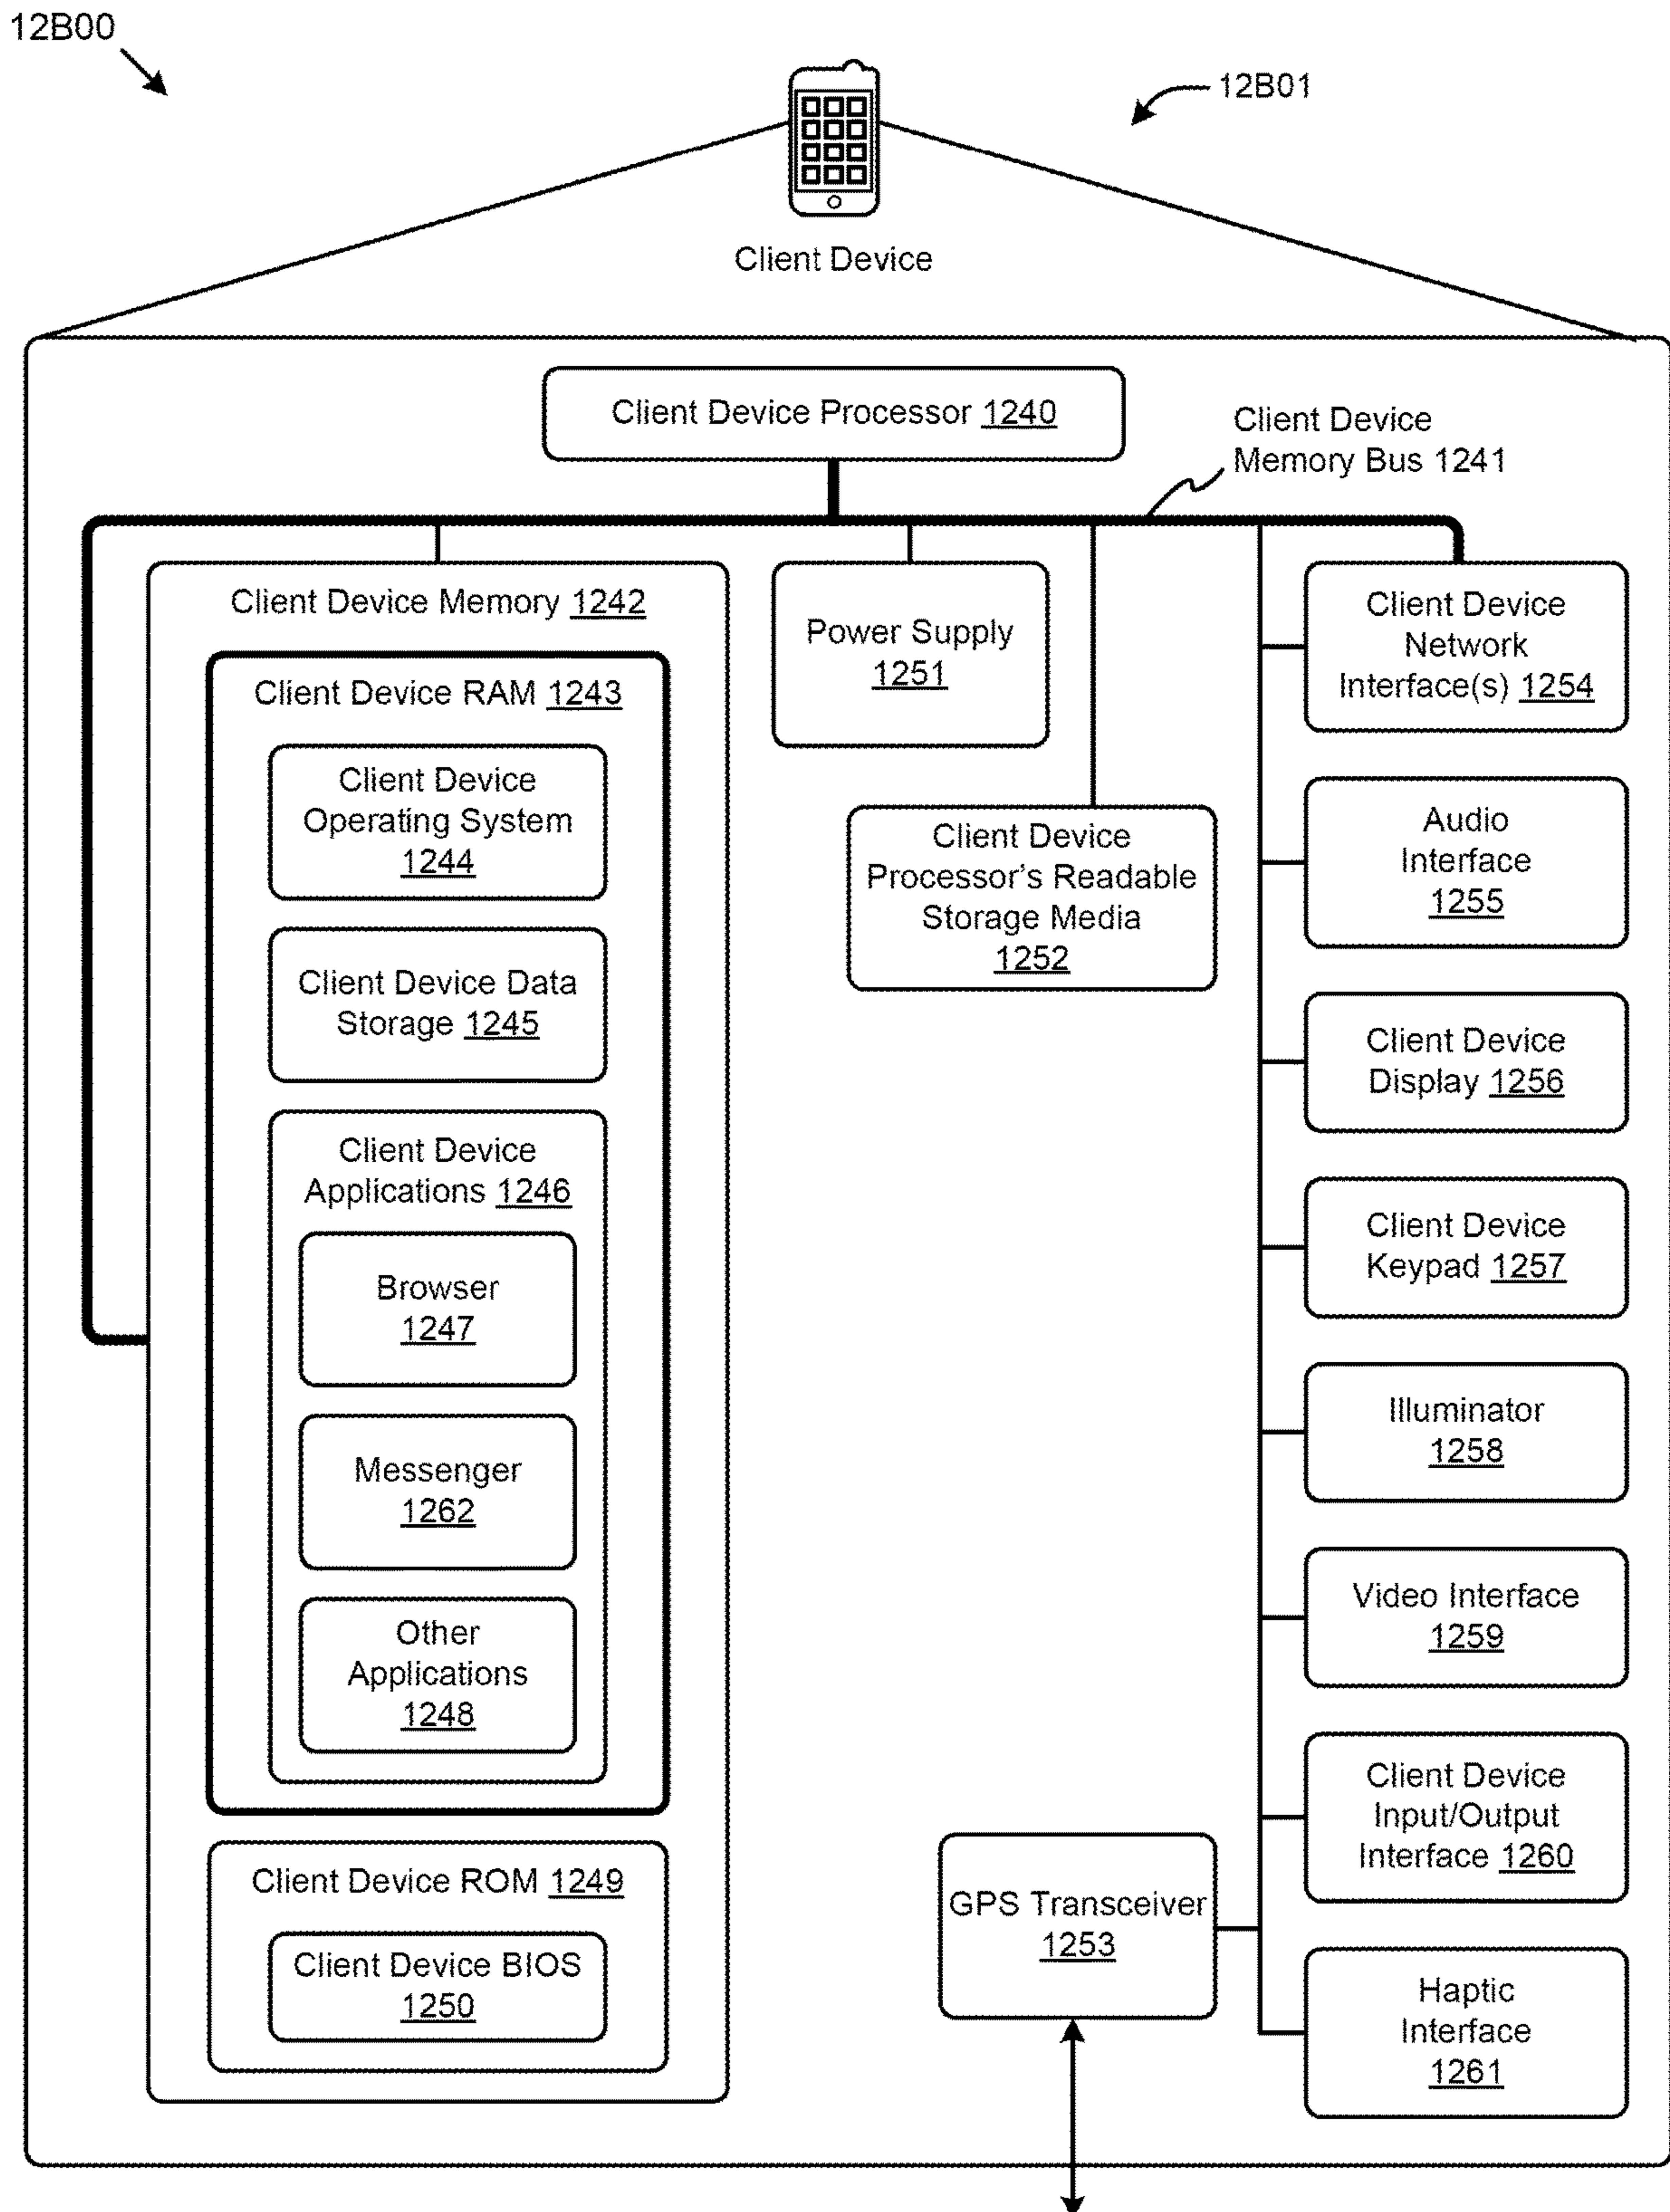 12B00
12B01
Client Device
Client Device Processor 1240
Client Device
Memory Bus 1241
Client Device Memory 1242
Client Device RAM 1243
Client Device
Operating System
1244
Client Device Data
Storage 1245
Client Device
Applications 1246
Browser
1247
Messenger
1262
Other
Applications
1248
Client Device ROM 1249
Client Device BIOS
1250
Power Supply
1251
Client Device
Processor’s Readable
Storage Media
1252
GPS Transceiver
1253
Client Device
Network
Interface(s) 1254
Audio
Interface
1255
Client Device
Display 1256
Client Device
Keypad 1257
Illuminator
1258
Video Interface
1259
Client Device
Input/Output
Interface 1260
Haptic
Interface
1261